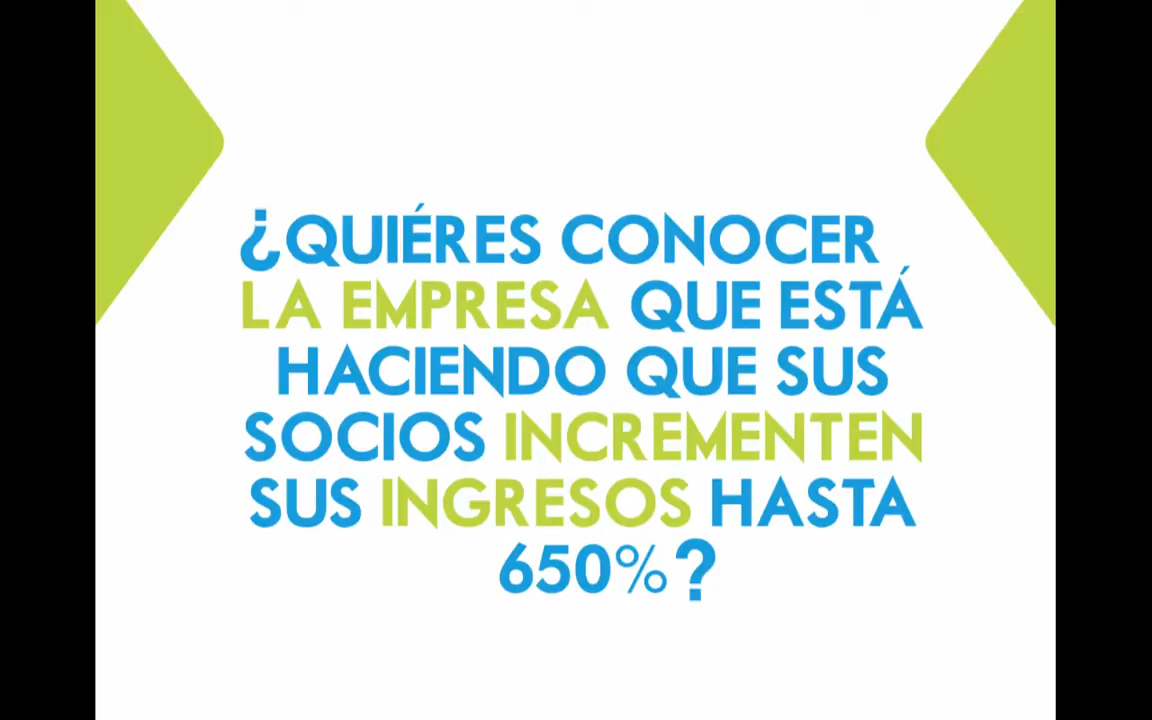 ¿QUIÉRES CONOCER
LA EMPRESA QUE ESTÁ
HACIENDO QUE SUS
SOCIOS INCREMENTEN
SUS INGRESOS HASTA
650%?